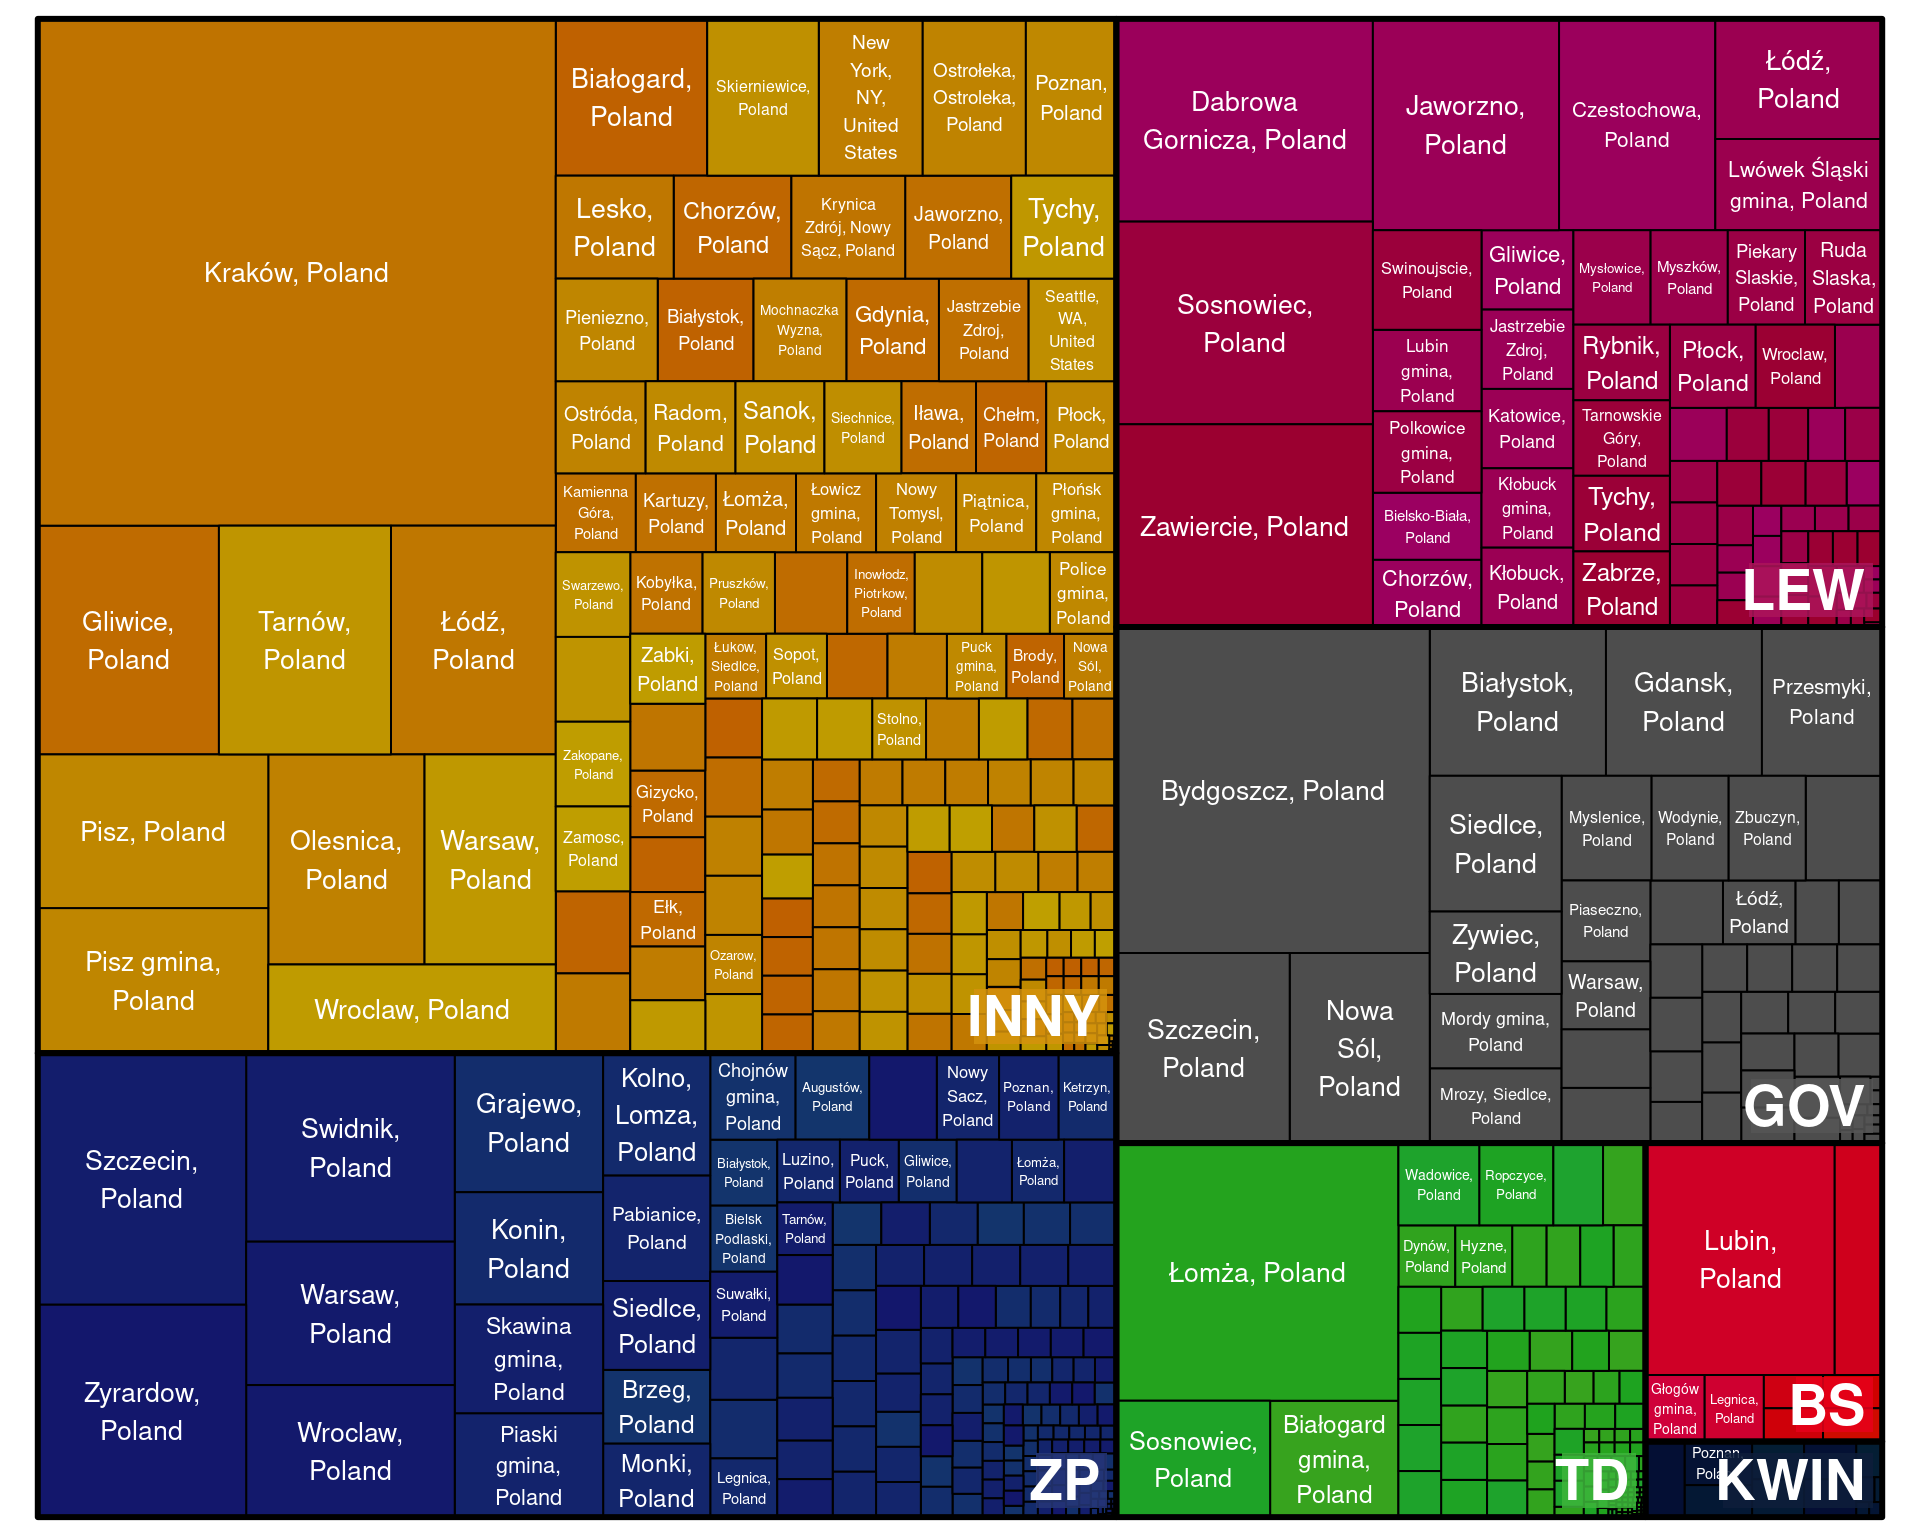 Kraków, Poland
Gliwice,
Poland
Tarnów,
Poland
Łódź,
Poland
Pisz, Poland
Pisz gmina,
Poland
Olesnica,
Poland
Warsaw,
Poland
Wroclaw, Poland
Białogard,
Poland
Skierniewice,
Poland
New
York,
NY,
United
States
Ostrołeka,
Ostroleka,
Poland
Poznan,
Poland
Lesko,
Poland
Chorzów,
Poland
Krynica
Zdrój, Nowy
Sącz, Poland
Jaworzno,
Poland
Tychy,
Poland
Pieniezno,
Poland
Białystok,
Poland
Mochnaczka
Wyzna,
Poland
Gdynia,
Poland
Jastrzebie
Zdroj,
Poland
Seattle,
WA,
United
States
Ostróda,
Poland
Radom,
Poland
Sanok,
Poland
Siechnice,
Poland
Iława,
Poland
Chełm,
Poland
Płock,
Poland
Kamienna
Góra,
Poland
Kartuzy,
Poland
Łomża,
Poland
Łowicz
gmina,
Poland
Nowy
Tomysl,
Poland
Piątnica,
Poland
Płońsk
gmina,
Poland
Swarzewo,
Poland
Kobyłka,
Poland
Pruszków,
Poland
Inowłodz,
Piotrkow,
Poland
Police
gmina,
Poland
Zabki,
Poland
Łukow,
Siedlce,
Poland
Sopot,
Poland
Puck
gmina,
Poland
Brody,
Poland
Nowa
Sól,
Poland
Zakopane,
Poland
Stolno,
Poland
Gizycko,
Poland
Zamosc,
Poland
Ełk,
Poland
Ozarow,
Poland
INNY
Dabrowa
Gornicza, Poland
Sosnowiec,
Poland
Zawiercie, Poland
Jaworzno,
Poland
Czestochowa,
Poland
Łódź,
Poland
Lwówek Śląski
gmina, Poland
Swinoujscie,
Poland
Lubin
gmina,
Poland
Polkowice
gmina,
Poland
Bielsko-Biała,
Poland
Chorzów,
Poland
Gliwice,
Poland
Jastrzebie
Zdroj,
Poland
Katowice,
Poland
Kłobuck
gmina,
Poland
Kłobuck,
Poland
Mysłowice,
Poland
Myszków,
Poland
Piekary
Slaskie,
Poland
Ruda
Slaska,
Poland
Rybnik,
Poland
Płock,
Poland
Wroclaw,
Poland
Tarnowskie
Góry,
Poland
Tychy,
Poland
Zabrze,
Poland
LEW
Bydgoszcz, Poland
Szczecin,
Poland
Nowa
Sól,
Poland
Białystok,
Poland
Gdansk,
Poland
Przesmyki,
Poland
Siedlce,
Poland
Myslenice,
Poland
Wodynie,
Poland
Zbuczyn,
Poland
Zywiec,
Poland
Piaseczno,
Poland
Łódź,
Poland
Warsaw,
Poland
Mordy gmina,
Poland
Mrozy, Siedlce,
Poland
GOV
Szczecin,
Poland
Zyrardow,
Poland
Swidnik,
Poland
Warsaw,
Poland
Wroclaw,
Poland
Grajewo,
Poland
Konin,
Poland
Skawina
gmina,
Poland
Piaski
gmina,
Poland
Kolno,
Lomza,
Poland
Pabianice,
Poland
Siedlce,
Poland
Brzeg,
Poland
Monki,
Poland
Chojnów
gmina,
Poland
Augustów,
Poland
Nowy
Sacz,
Poland
Poznan,
Poland
Ketrzyn,
Poland
Białystok,
Poland
Luzino,
Poland
Puck,
Poland
Gliwice,
Poland
Łomża,
Poland
Bielsk
Podlaski,
Poland
Tarnów,
Poland
Suwałki,
Poland
Legnica,
Poland
ZP
Łomża, Poland
Sosnowiec,
Poland
Białogard
gmina,
Poland
Wadowice,
Poland
Ropczyce,
Poland
Dynów,
Poland
Hyzne,
Poland
TD
Lubin,
Poland
Głogów
gmina,
Poland
Legnica,
Poland
BS
Poznan,
KWIN